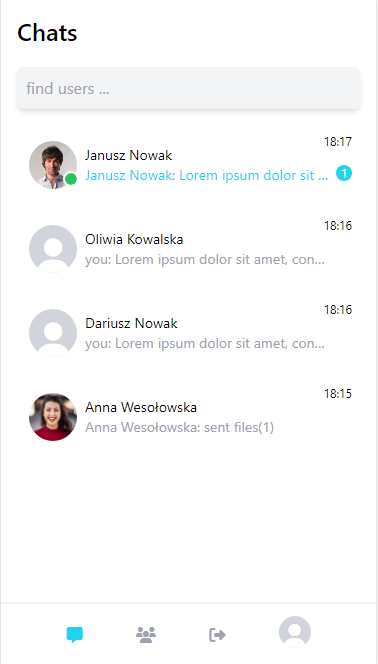 Chats
find users ...
18:17
Janusz Nowak
Janusz Nowak: Lorem ipsum dolor sit ... 1
18:16
Oliwia Kowalska
you: Lorem ipsum dolor sit amet, con...
18:16
Dariusz Nowak
you: Lorem ipsum dolor sit amet, con...
18:15
Anna Wesołowska
Anna Wesołowska: sent files(1)